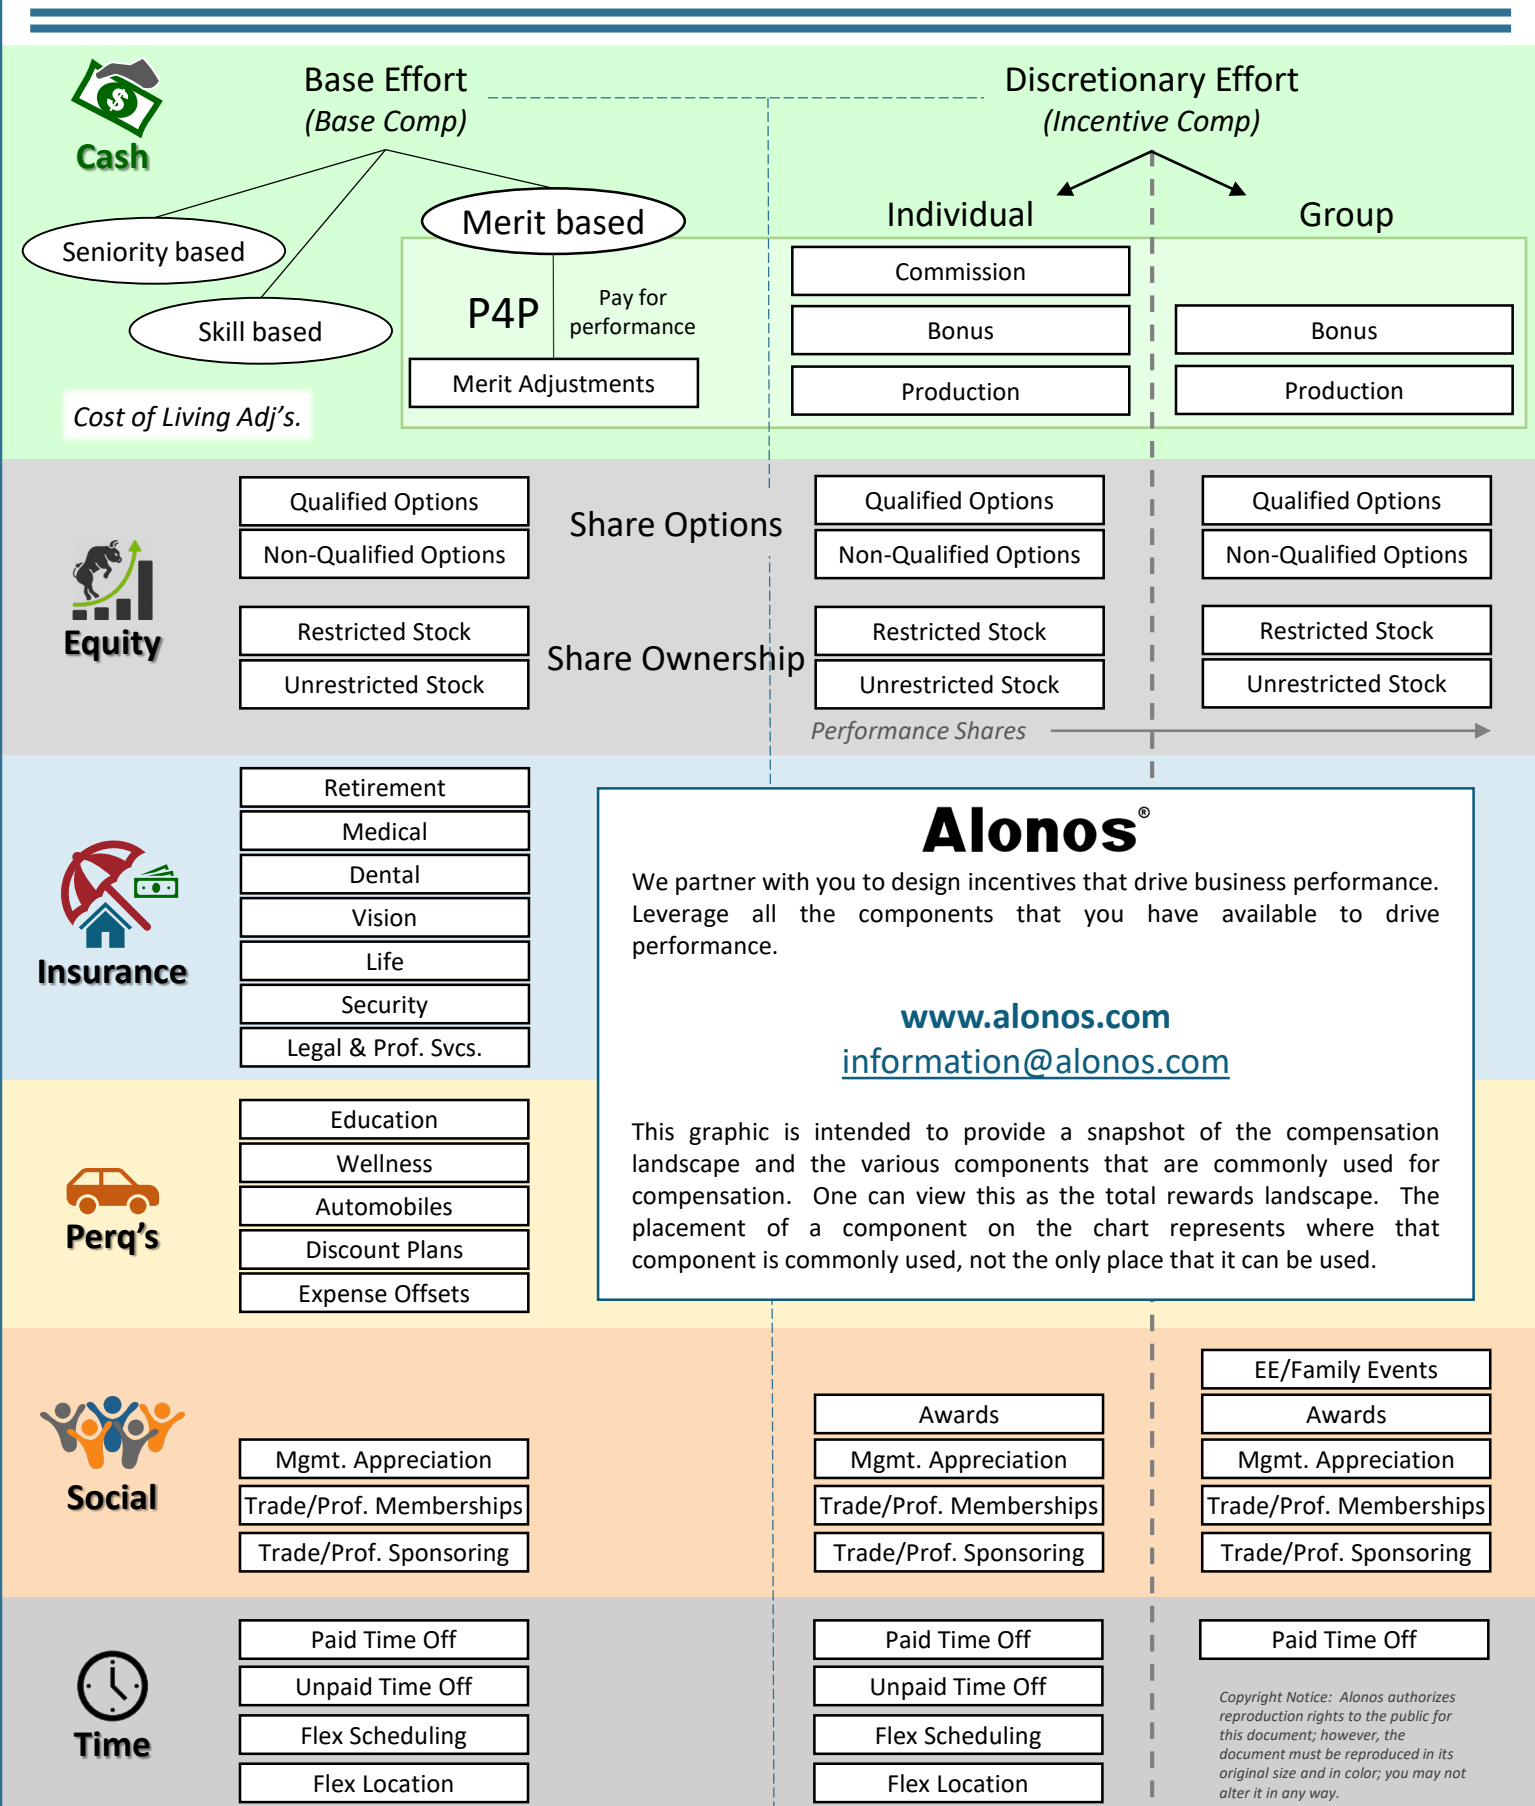 Base Effort
(Base Comp)
Discretionary Effort
(Incentive Comp)
Cash
Seniority based
Skill based
Merit based
P4P
Pay for
performance
Merit Adjustments
Cost of Living Adj’s.
Individual
Group
Commission
Bonus
Bonus
Production
Production
Equity
Qualified Options
Non-Qualified Options
Restricted Stock
Unrestricted Stock
Share Options
Share Ownership
Qualified Options
Non-Qualified Options
Restricted Stock
Unrestricted Stock
Qualified Options
Non-Qualified Options
Restricted Stock
Unrestricted Stock
Performance Shares
Insurance
Retirement
Medical
Dental
Vision
Life
Security
Legal & Prof. Svcs.
Alonos®
We partner with you to design incentives that drive business performance.
Leverage all the components that you have available to drive
performance.
www.alonos.com
information@alonos.com
This graphic is intended to provide a snapshot of the compensation
landscape and the various components that are commonly used for
compensation. One can view this as the total rewards landscape. The
placement of a component on the chart represents where that
component is commonly used, not the only place that it can be used.
Perq’s
Education
Wellness
Automobiles
Discount Plans
Expense Offsets
Social
Mgmt. Appreciation
Trade/Prof. Memberships
Trade/Prof. Sponsoring
Awards
Mgmt. Appreciation
Trade/Prof. Memberships
Trade/Prof. Sponsoring
EE/Family Events
Awards
Mgmt. Appreciation
Trade/Prof. Memberships
Trade/Prof. Sponsoring
Time
Paid Time Off
Unpaid Time Off
Flex Scheduling
Flex Location
Paid Time Off
Unpaid Time Off
Flex Scheduling
Flex Location
Paid Time Off
Copyright Notice: Alonos authorizes
reproduction rights to the public for
this document; however, the
document must be reproduced in its
original size and in color; you may not
alter it in any way.